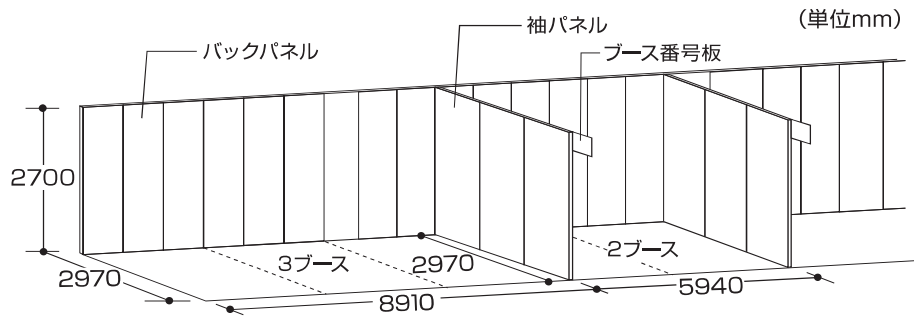 (単位mm)
バックパネル
袖パネル
ブース番号板
2700
2970
3ブース
2970
2ブース
8910
5940